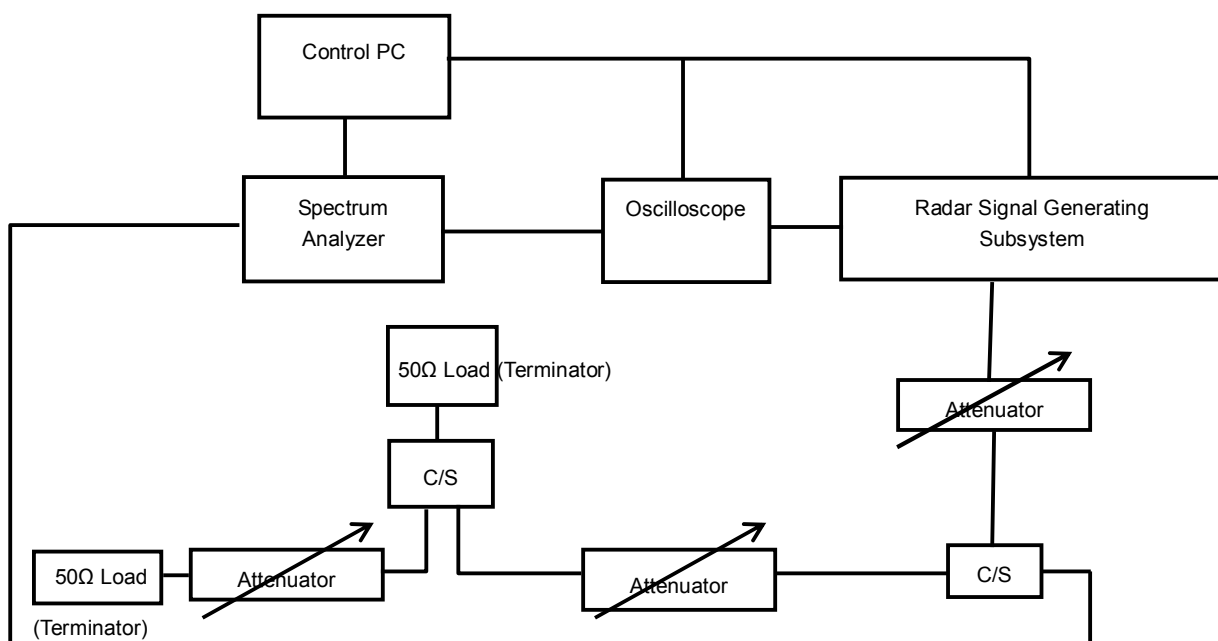 Control PC
Spectrum
Analyzer
Oscilloscope
Radar Signal Generating
Subsystem
50Ω Load (Terminator)
Attenuator
C/S
50Ω Load
(Terminator)
Attenuator
Attenuator
C/S